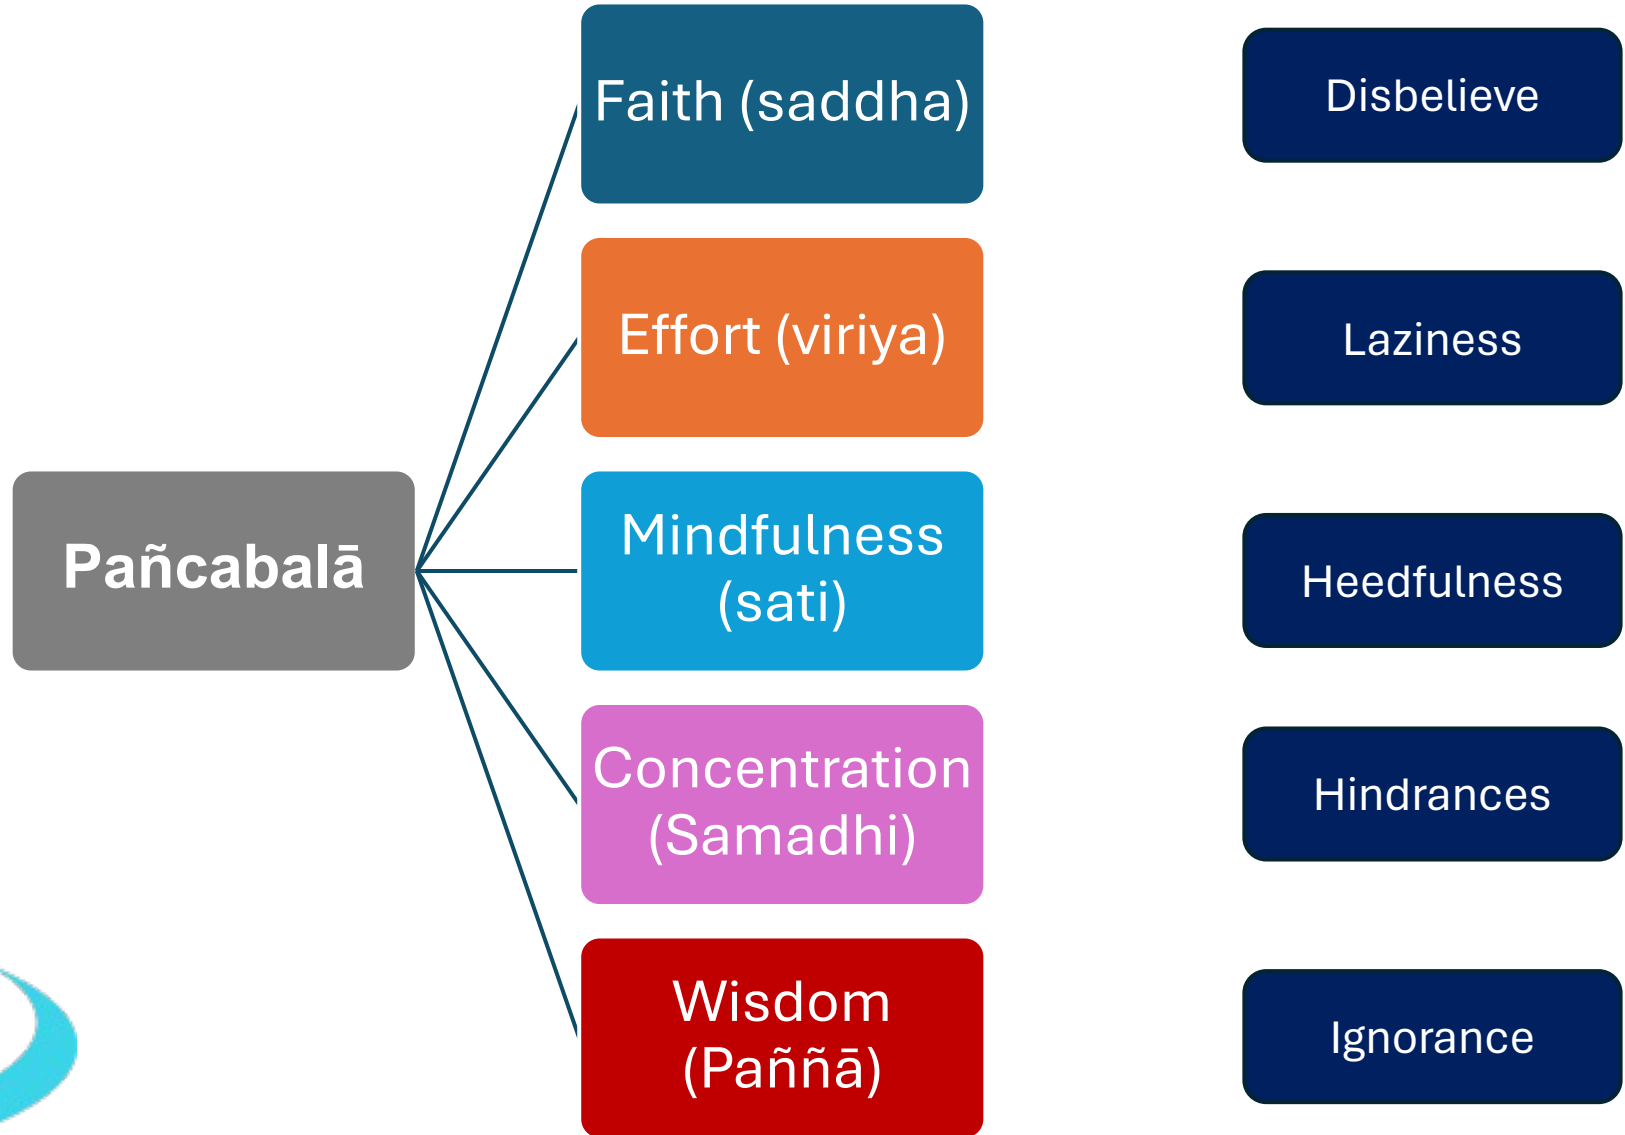 Pañcabalā
Faith (saddha)
Disbelieve
Effort (viriya)
Laziness
Mindfulness
(sati)
Heedfulness
Concentration
(Samadhi)
Hindrances
Wisdom
(Paññā)
Ignorance